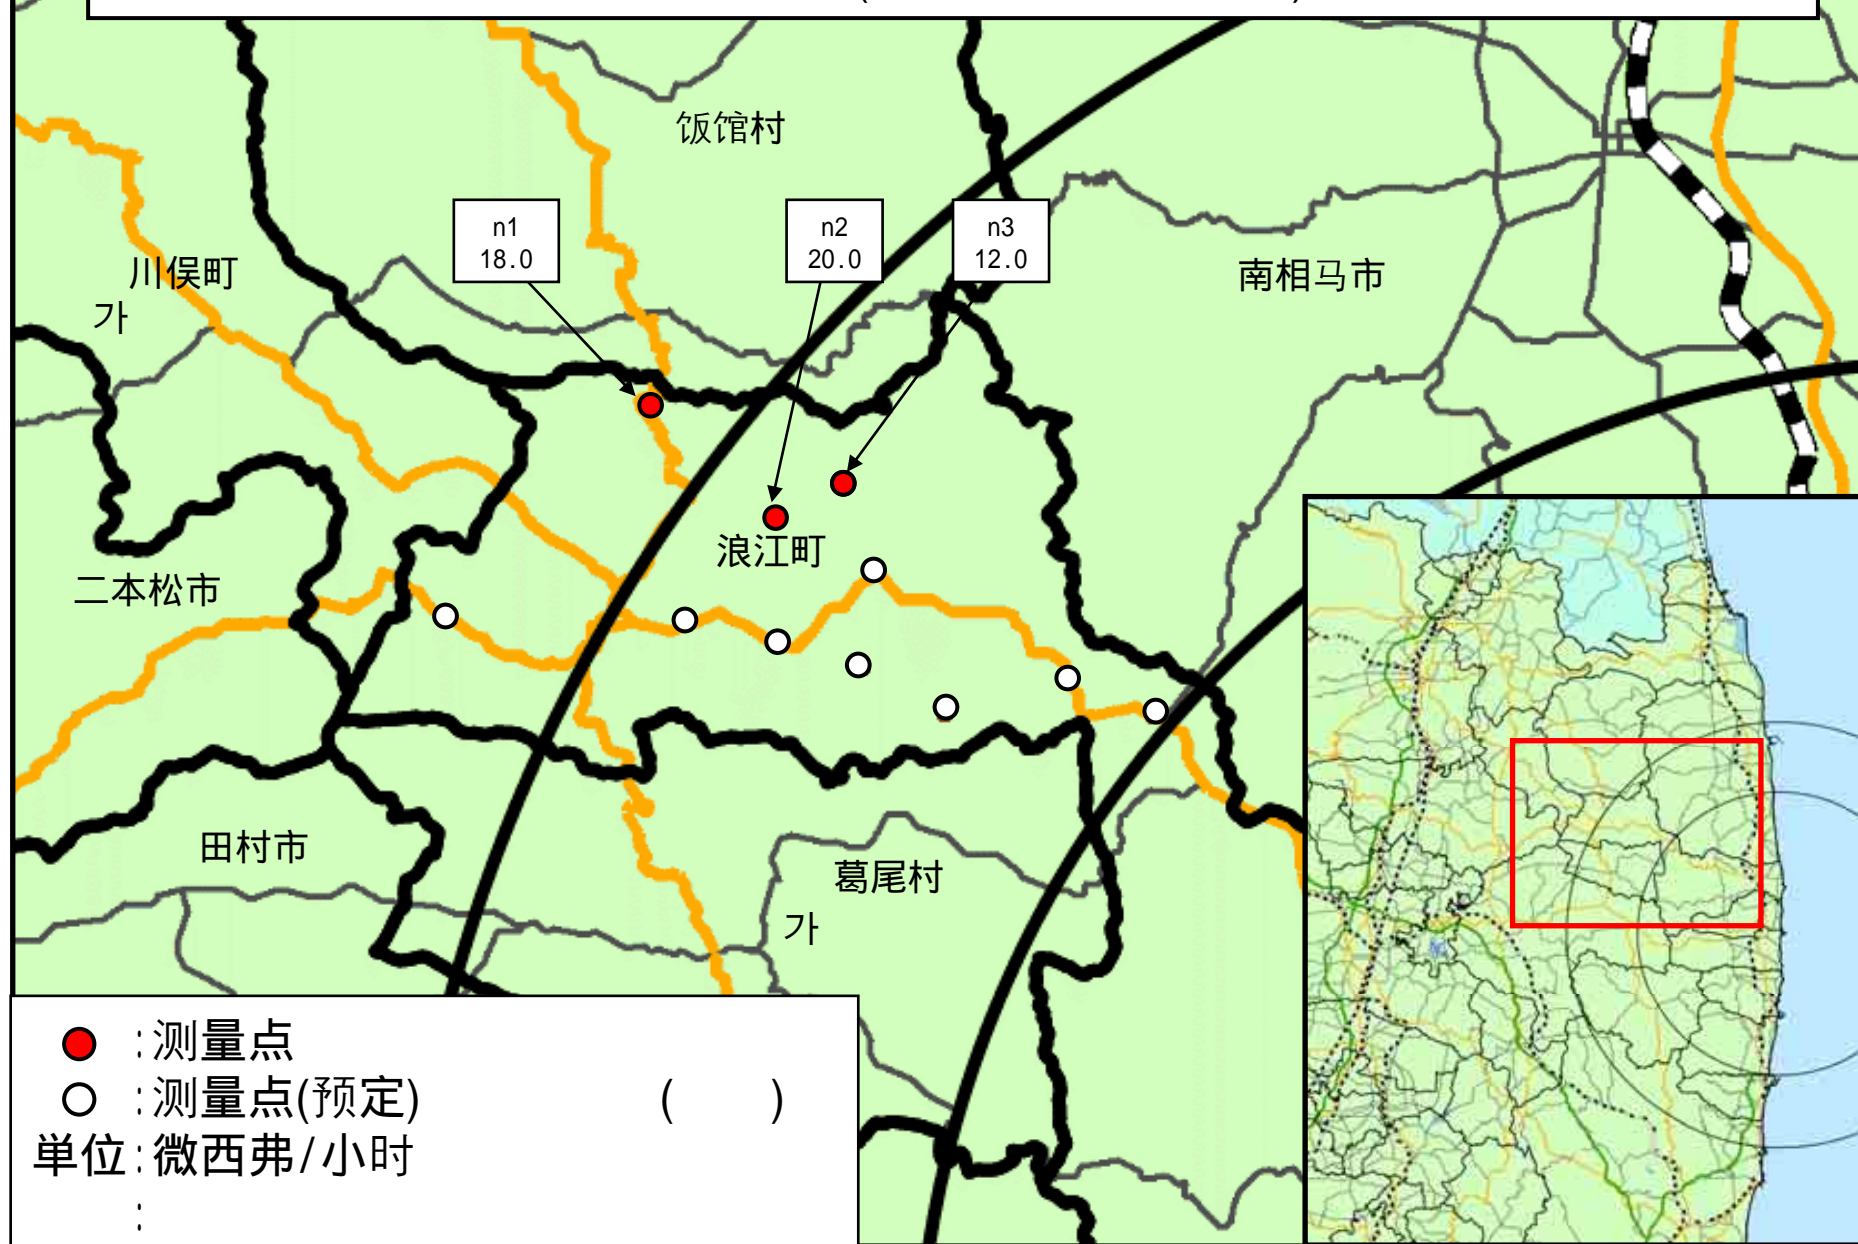 ( )
饭馆村
n1
18.0
n2
20.0
n3
12.0
川俣町
가
南相马市
浪江町
二本松市
田村市
葛尾村
가
:测量点
:测量点(预定) ( )
単位:微西弗/小时
: